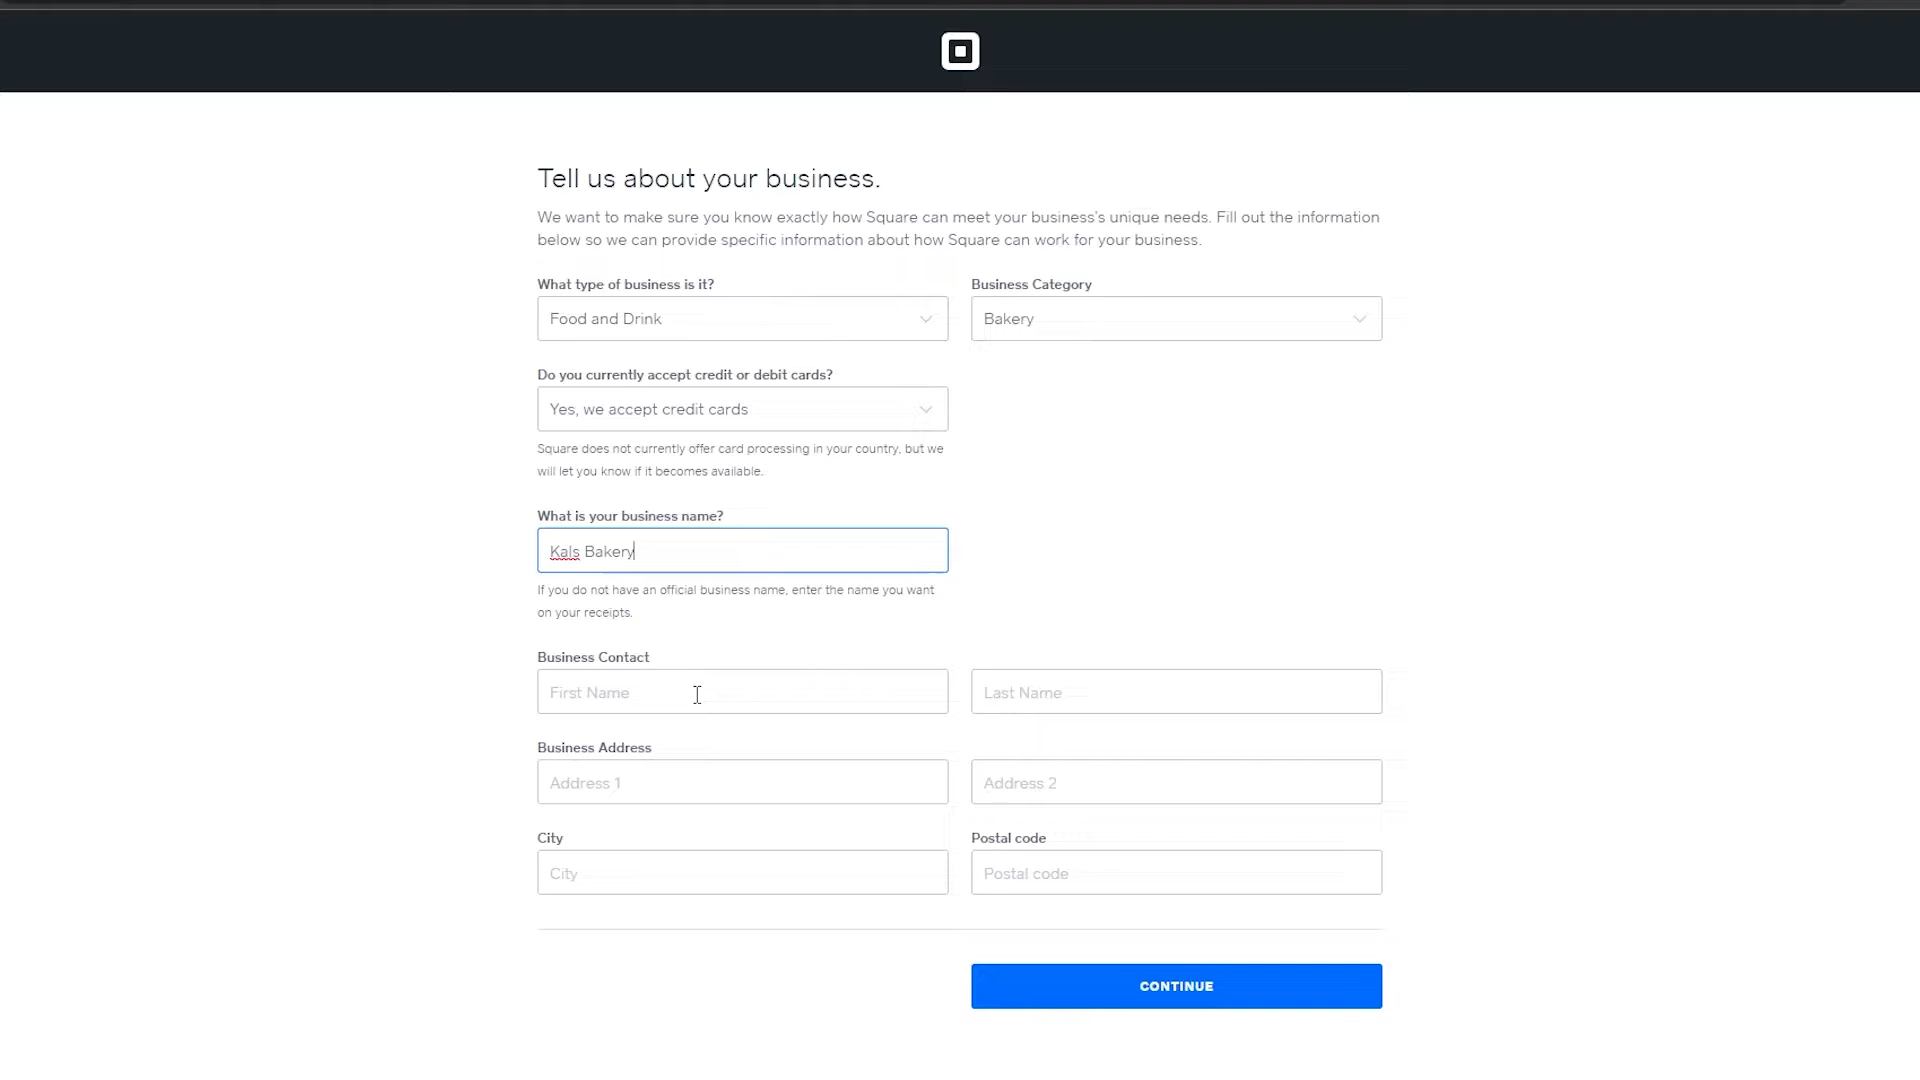 Tell us about your business.
We want to make sure you know exactly how Square can meet your business's unique needs. Fill out the information
below so we can provide specific information about how Square can work for your business.
What type of business is it?
Business Category
Food and Drink
Bakery
Do you currently accept credit or debit cards?
Yes, we accept credit cards
Square does not currently offer card processing in your country, but we
will let you know if it becomes available.
What is your business name?
Kals Bakery
If you do not have an official business name, enter the name you want
on your receipts.
Business Contact
First Name
Last Name
Business Address
Address 1
Address 2
City
Postal code
City
Postal code
CONTINUE